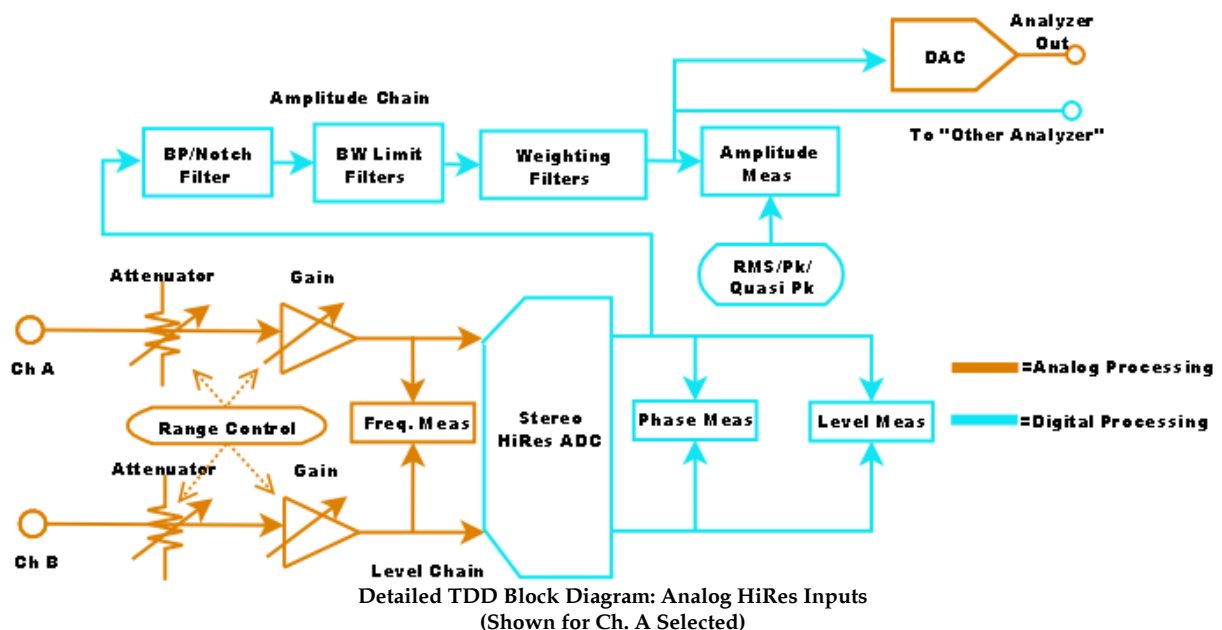 Analyzer
Out
DAC
Amplitude Chain
To "Other Analyzer"
BP/Notch
Filter
BW Limit
Filters
Weighting
Filters
Amplitude
Meas
RMS/Pk/
Quasi Pk
Attenuator
Gain
Ch A
=Analog Processing
Range Control
Freq. Meas
Stereo
HiRes ADC
Phase Meas
Level Meas
=Digital Processing
Attenuator
Gain
Ch B
Level Chain
Detailed TDD Block Diagram: Analog HiRes Inputs
(Shown for Ch. A Selected)